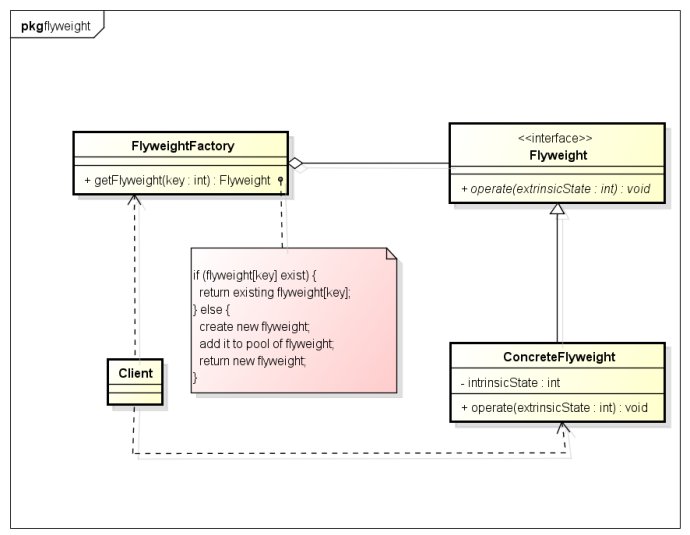 pkg flyweight
FlyweightFactory
+ getFlyweight(key : int) : Flyweight
<<interface>>
Flyweight
+ operate(extrinsicState : int) : void
if (flyweight[key] exist) {
return existing flyweight[key];
} else {
create new flyweight;
add it to pool of flyweight;
return new flyweight;
}
Client
ConcreteFlyweight
- intrinsicState : int
+ operate(extrinsicState : int) : void